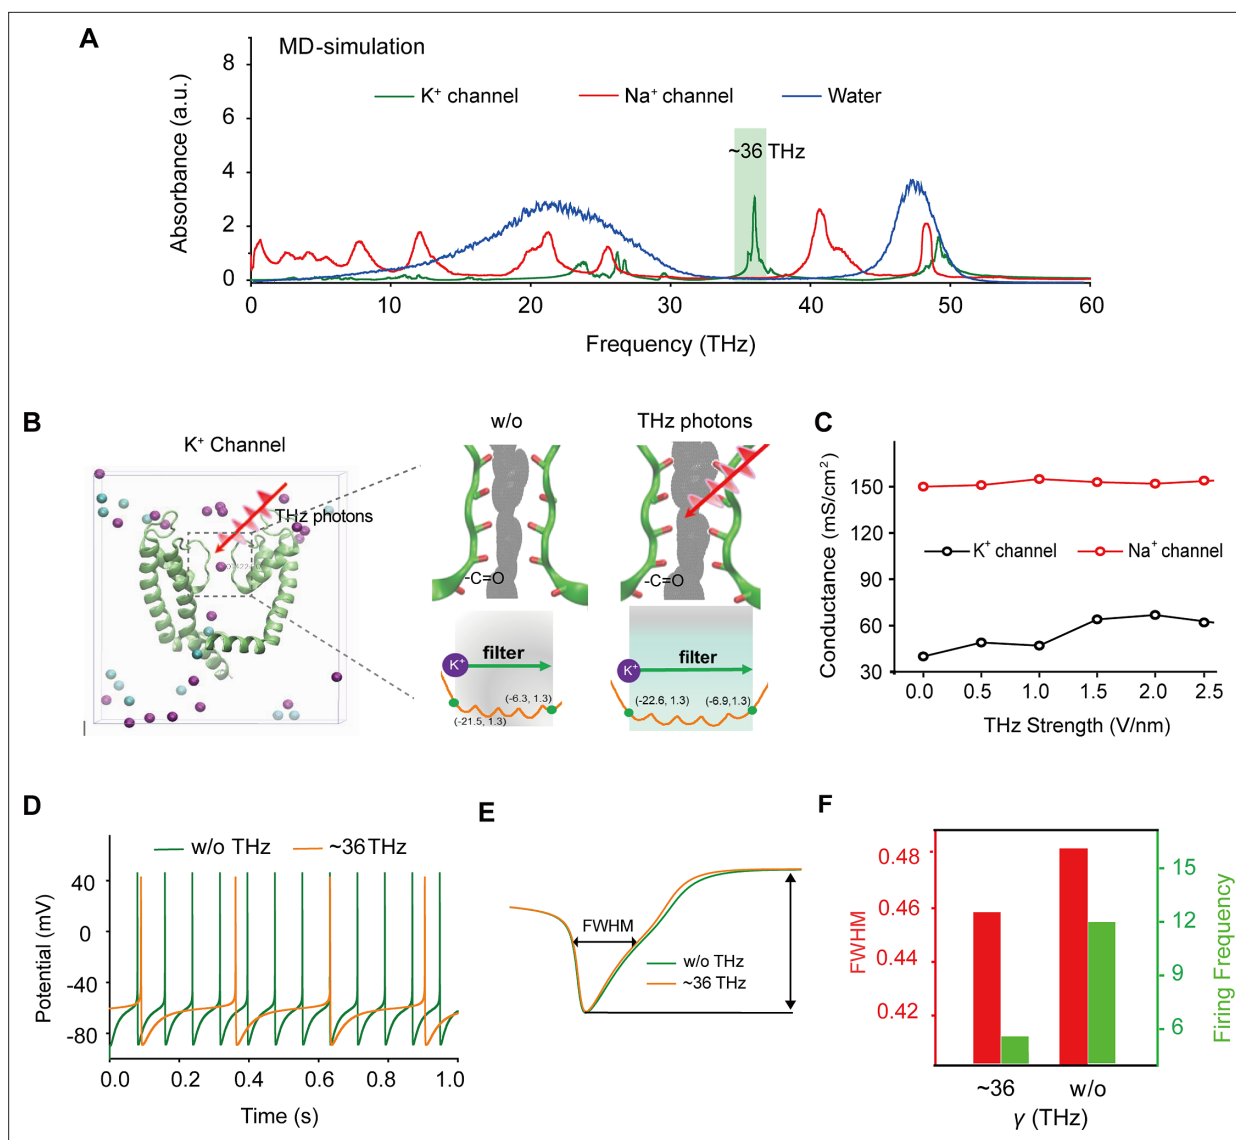 A
MD-simulation
K⁺ channel
Na⁺ channel
Water
~36 THz
8
6
4
2
0
Absorbance (a.u.)
0
10
20
30
40
50
60
Frequency (THz)
B
K⁺ Channel
THz photons
w/o
THz photons
-C=O
-C=O
K⁺
filter
(-6.3, 1.3)
(-21.5, 1.3)
K⁺
filter
(-22.6, 1.3)
(-6.9,1.3)
C
Conductance (mS/cm²)
150
120
90
60
30
K⁺ channel
Na⁺ channel
0.0
0.5
1.0
1.5
2.0
2.5
THz Strength (V/nm)
D
w/o THz
~36 THz
Potential (mV)
40
0
-40
-80
0.0
0.2
0.4
0.6
0.8
1.0
Time (s)
E
FWHM
w/o THz
~36 THz
F
FWHM
0.48
0.46
0.44
0.42
15
12
9
6
Firing Frequency
~36
w/o
γ (THz)